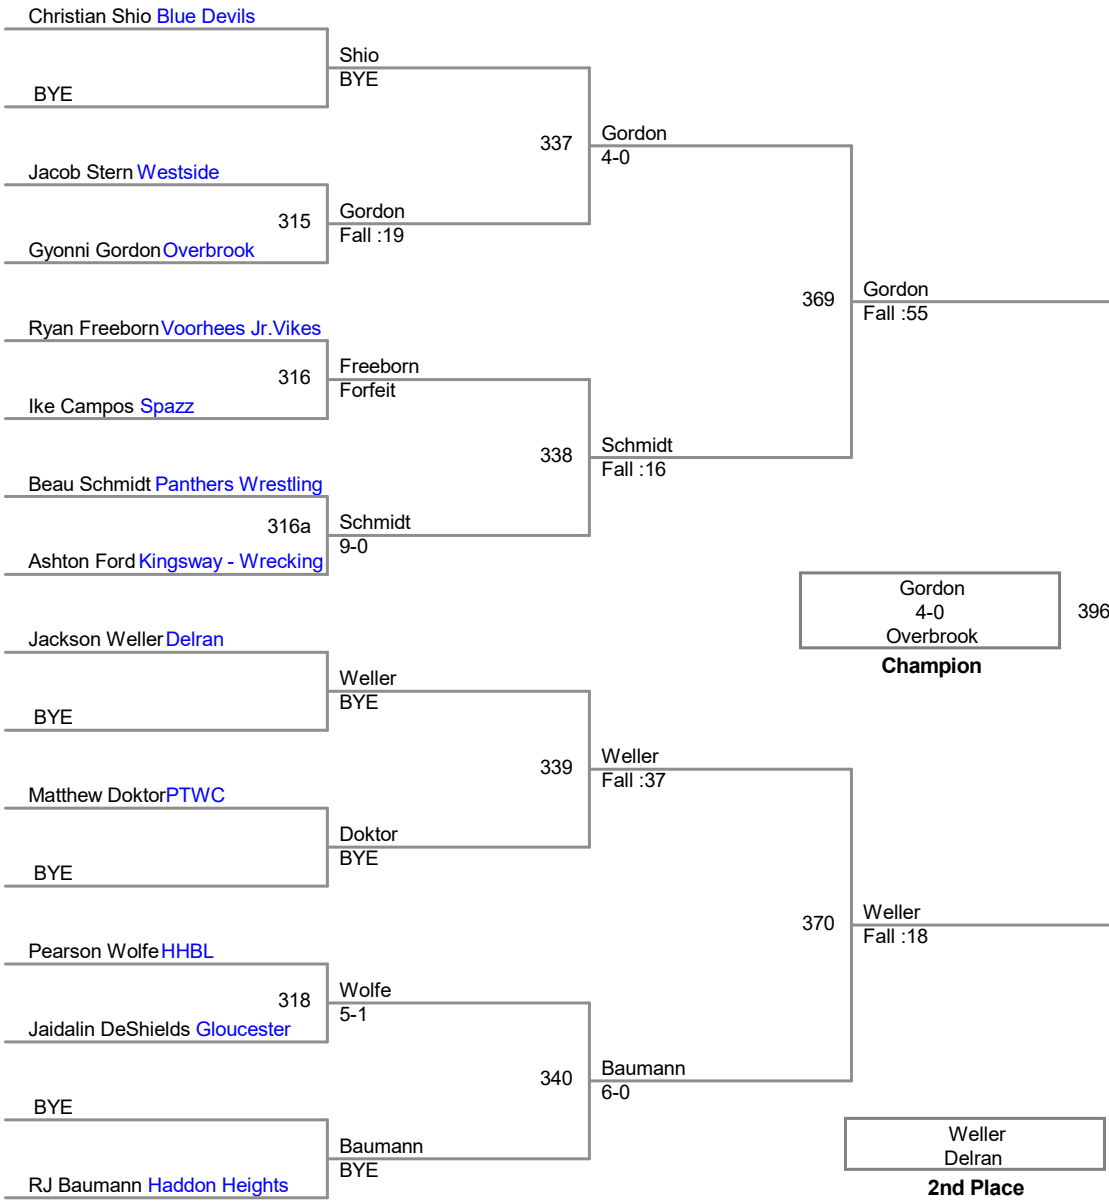 Christian Shio Blue Devils
Shio
BYE
BYE
337
Gordon
4-0
Jacob Stern Westside
315
Gordon
Fall :19
Gyonni Gordon Overbrook
369
Gordon
Fall :55
Ryan Freeborn Voorhees Jr.Vikes
316
Freeborn
Forfeit
Ike Campos Spazz
338
Schmidt
Fall :16
Beau Schmidt Panthers Wrestling
316a
Schmidt
9-0
Ashton Ford Kingsway - Wrecking
Gordon
4-0
Overbrook
396
Champion
Jackson Weller Delran
Weller
BYE
BYE
339
Weller
Fall :37
Matthew Doktor PTWC
Doktor
BYE
BYE
370
Weller
Fall :18
Pearson Wolfe HHBL
318
Wolfe
5-1
Jaidalin DeShields Gloucester
340
Baumann
6-0
BYE
Baumann
BYE
RJ Baumann Haddon Heights
Weller
Delran
2nd Place